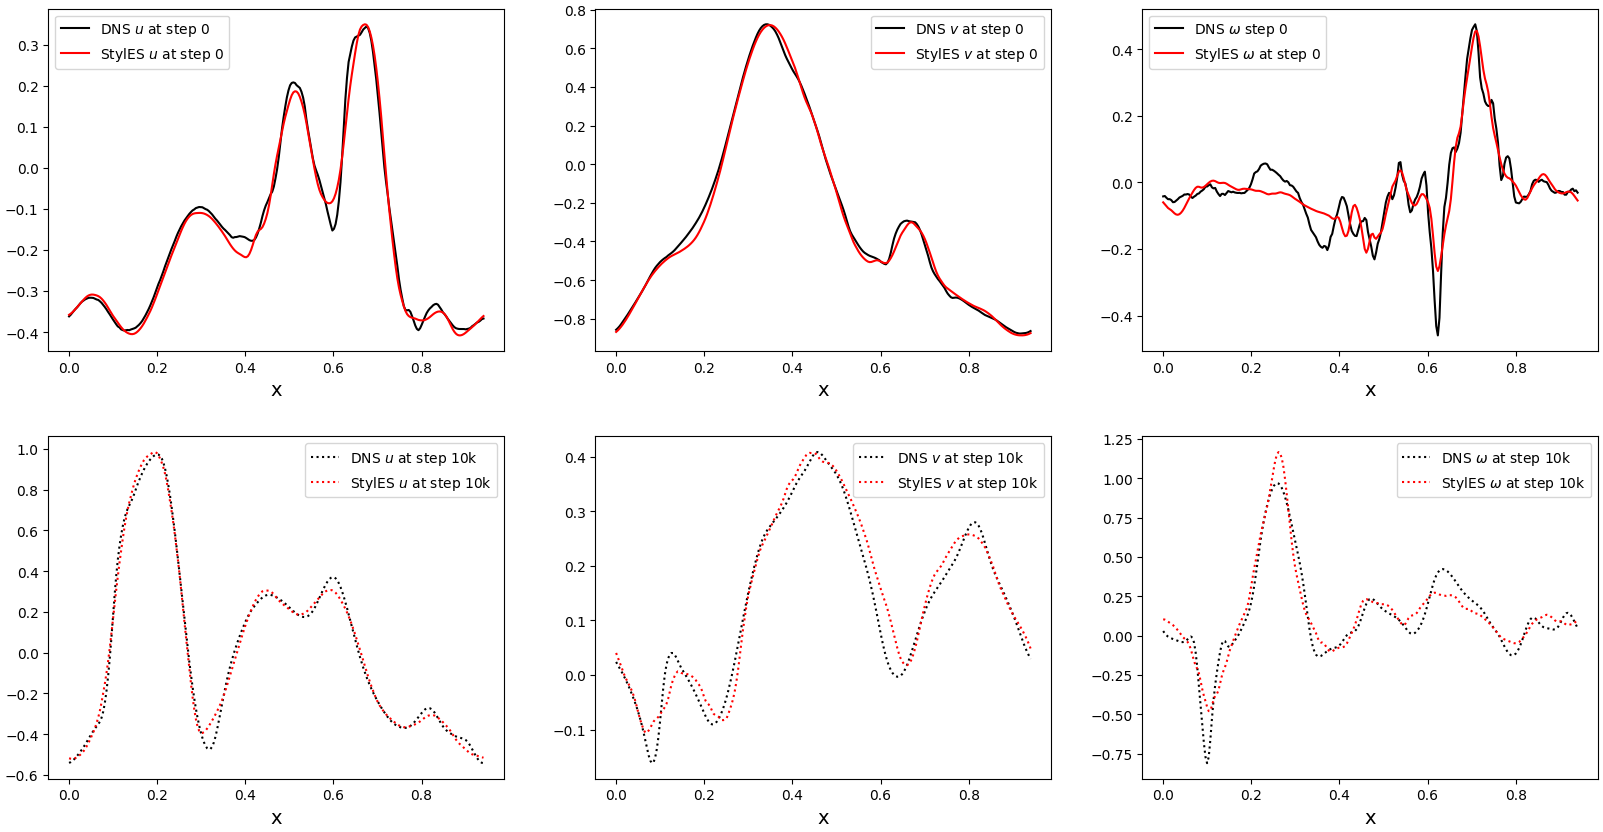 DNS u at step 0
StylES u at step 0
0.3
0.2
0.1
0.0
−0.1
−0.2
−0.3
−0.4
0.0 0.2 0.4 0.6 0.8
x
DNS v at step 0
StylES v at step 0
0.8
0.6
0.4
0.2
0.0
−0.2
−0.4
−0.6
−0.8
0.0 0.2 0.4 0.6 0.8
x
DNS ω step 0
StylES ω at step 0
0.4
0.2
0.0
−0.2
−0.4
0.0 0.2 0.4 0.6 0.8
x
DNS u at step 10k
StylES u at step 10k
1.0
0.8
0.6
0.4
0.2
0.0
−0.2
−0.4
−0.6
0.0 0.2 0.4 0.6 0.8
x
DNS v at step 10k
StylES v at step 10k
0.4
0.3
0.2
0.1
0.0
−0.1
0.0 0.2 0.4 0.6 0.8
x
DNS ω at step 10k
StylES ω at step 10k
1.25
1.00
0.75
0.50
0.25
0.00
−0.25
−0.50
−0.75
0.0 0.2 0.4 0.6 0.8
x